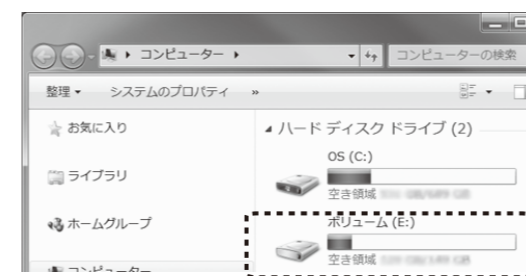 コンピューター
コンピューターの検索
整理
システムのプロパティ
»
お気に入り
ライブラリ
ホームグループ
コンピューター
ハード ディスク ドライブ (2)
OS (C:)
空き領域
ボリューム (E:)
空き領域